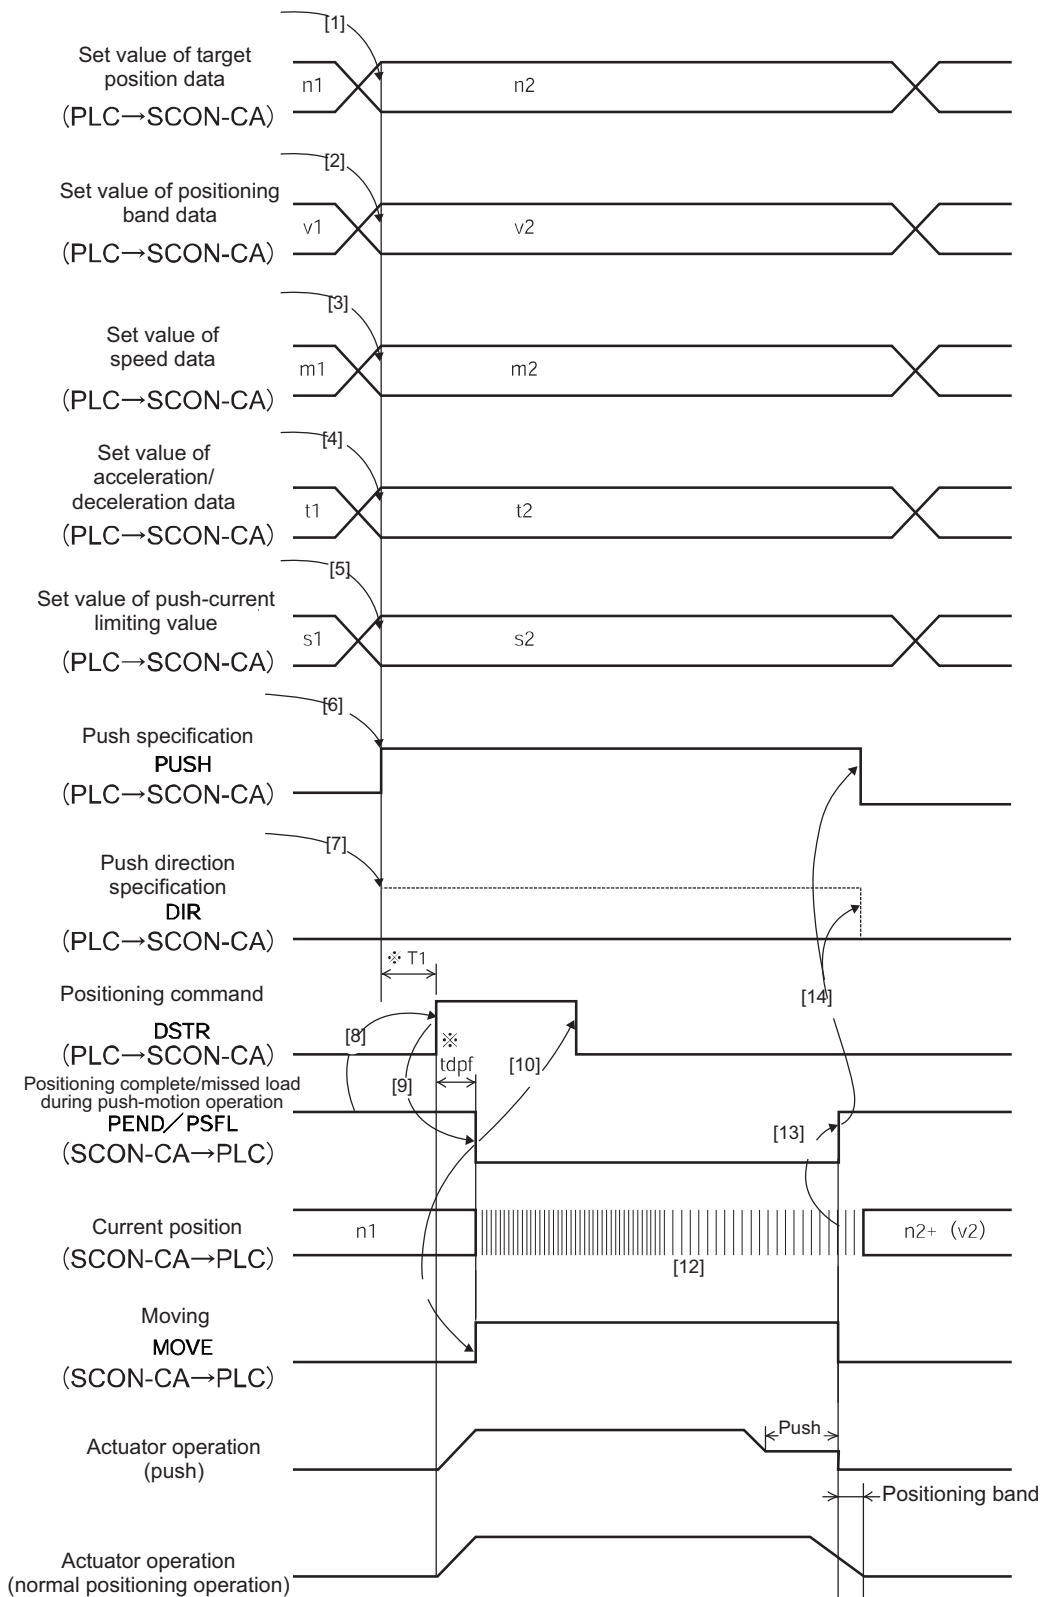 [1]
Set value of target
position data
(PLC→SCON-CA)
n1
n2
[2]
Set value of positioning
band data
(PLC→SCON-CA)
v1
v2
[3]
Set value of
speed data
(PLC→SCON-CA)
m1
m2
[4]
Set value of
acceleration/
deceleration data
(PLC→SCON-CA)
t1
t2
[5]
Set value of push-current
limiting value
(PLC→SCON-CA)
s1
s2
[6]
Push specification
PUSH
(PLC→SCON-CA)
[7]
Push direction
specification
DIR
(PLC→SCON-CA)
※ T1
Positioning command
DSTR
(PLC→SCON-CA)
[8]
※
tdpf
[9]
[10]
[14]
Positioning complete/missed load
during push-motion operation
PEND/PSFL
(SCON-CA→PLC)
[13]
Current position
(SCON-CA→PLC)
n1
[12]
n2+ (v2)
Moving
MOVE
(SCON-CA→PLC)
Actuator operation
(push)
Push
Positioning band
Actuator operation
(normal positioning operation)